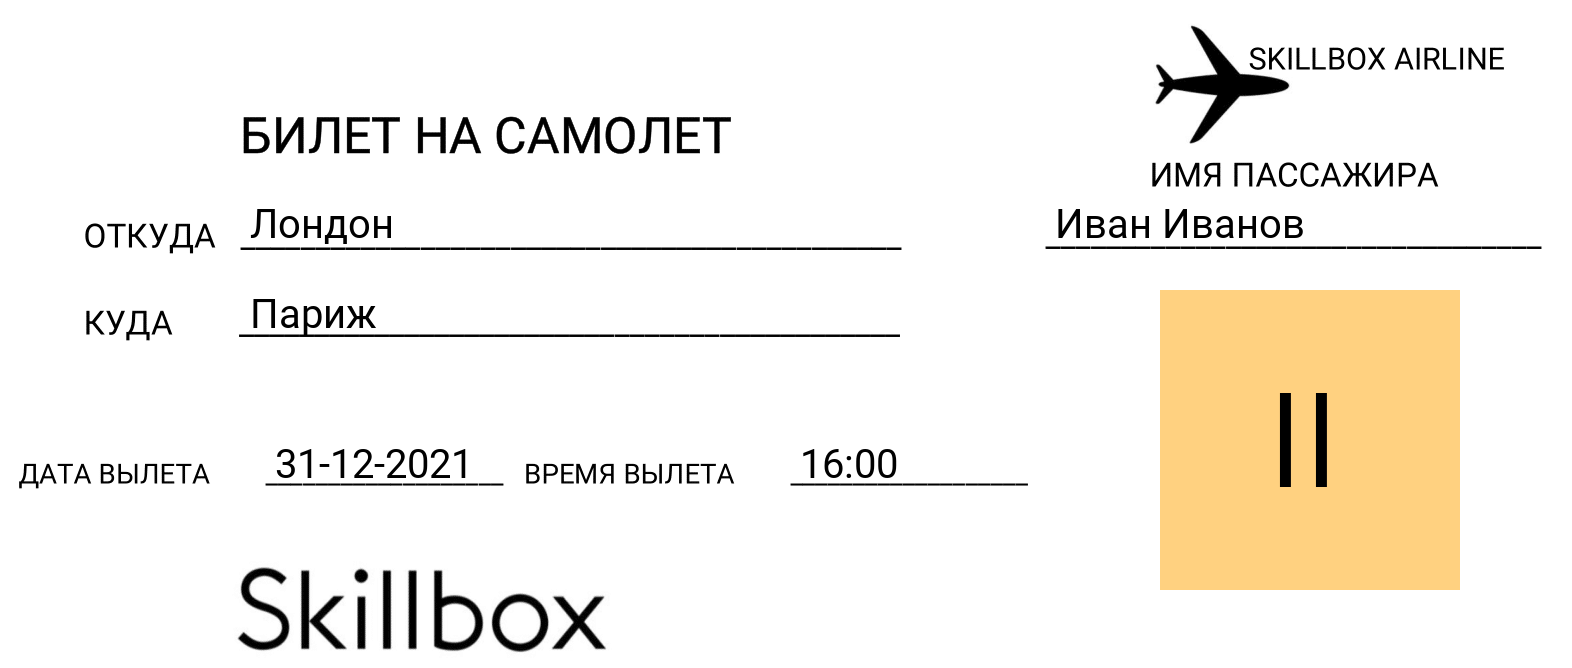 SKILLBOX AIRLINE
БИЛЕТ НА САМОЛЕТ
ИМЯ ПАССАЖИРА
ОТКУДА Лондон
Иван Иванов
КУДА Париж
II
ДАТА ВЫЛЕТА 31-12-2021 ВРЕМЯ ВЫЛЕТА 16:00
Skillbox